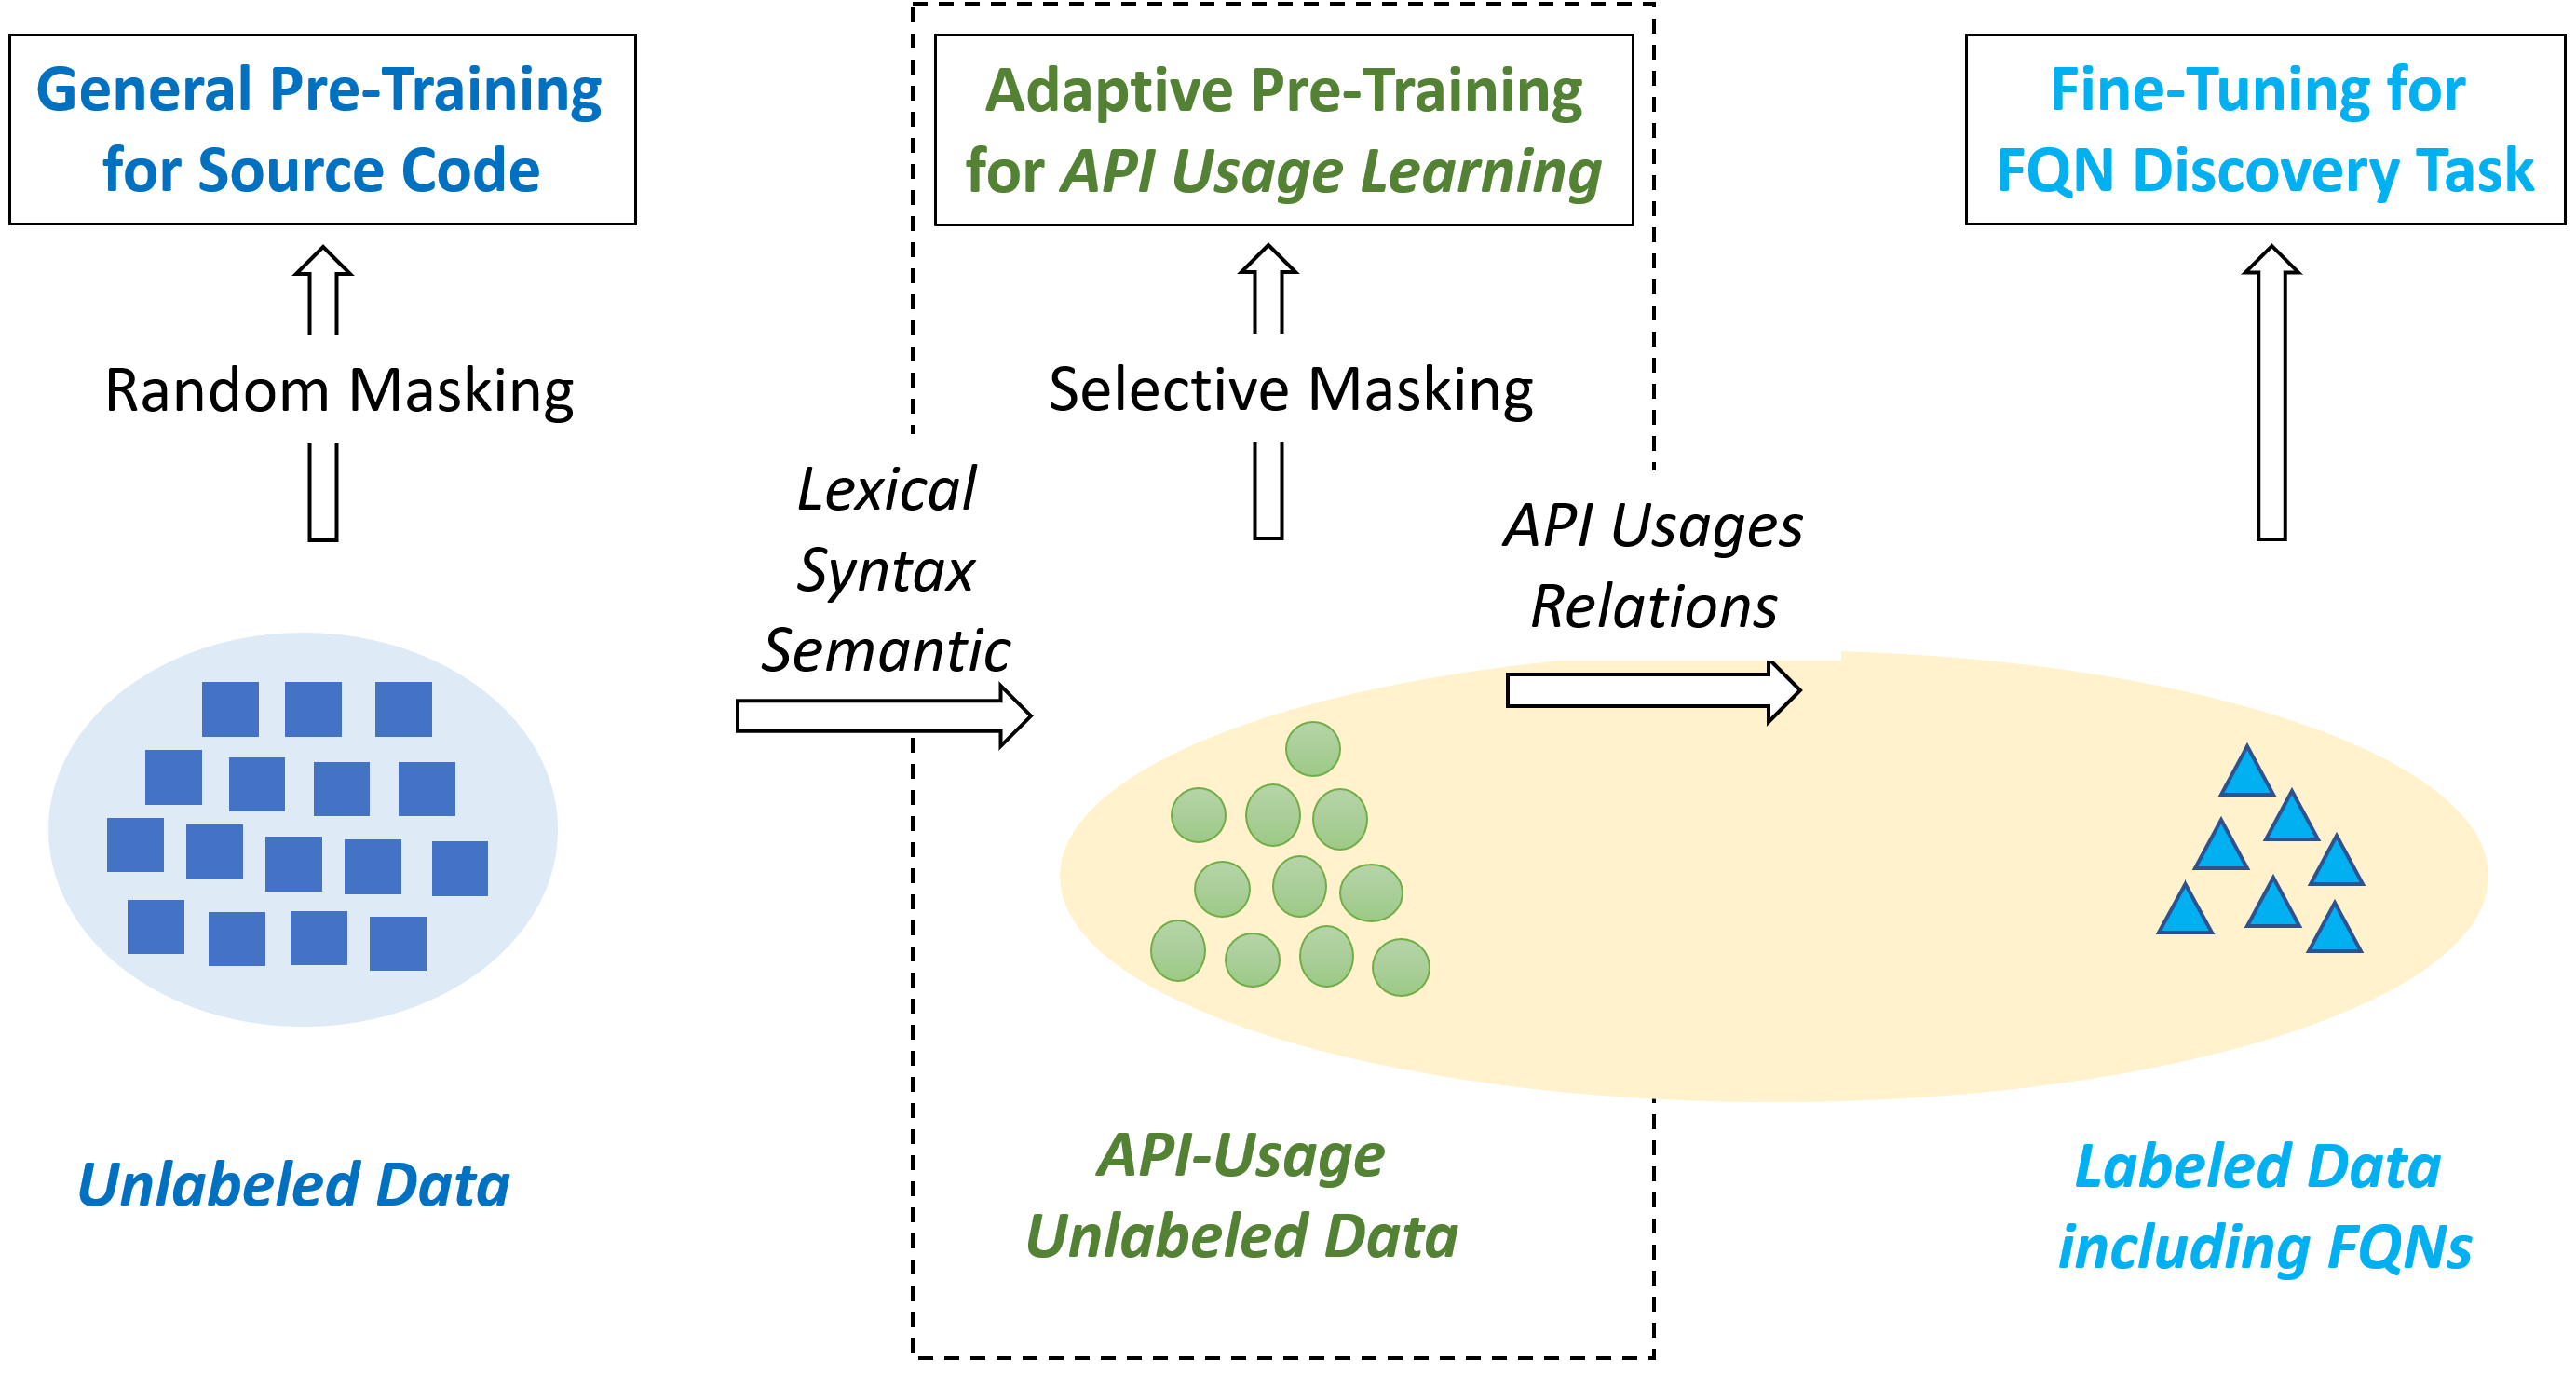 General Pre-Training
for Source Code
Adaptive Pre-Training
for API Usage Learning
Fine-Tuning for
FQN Discovery Task
Random Masking
Selective Masking
Lexical
Syntax
Semantic
API Usages
Relations
Unlabeled Data
API-Usage
Unlabeled Data
Labeled Data
including FQNs